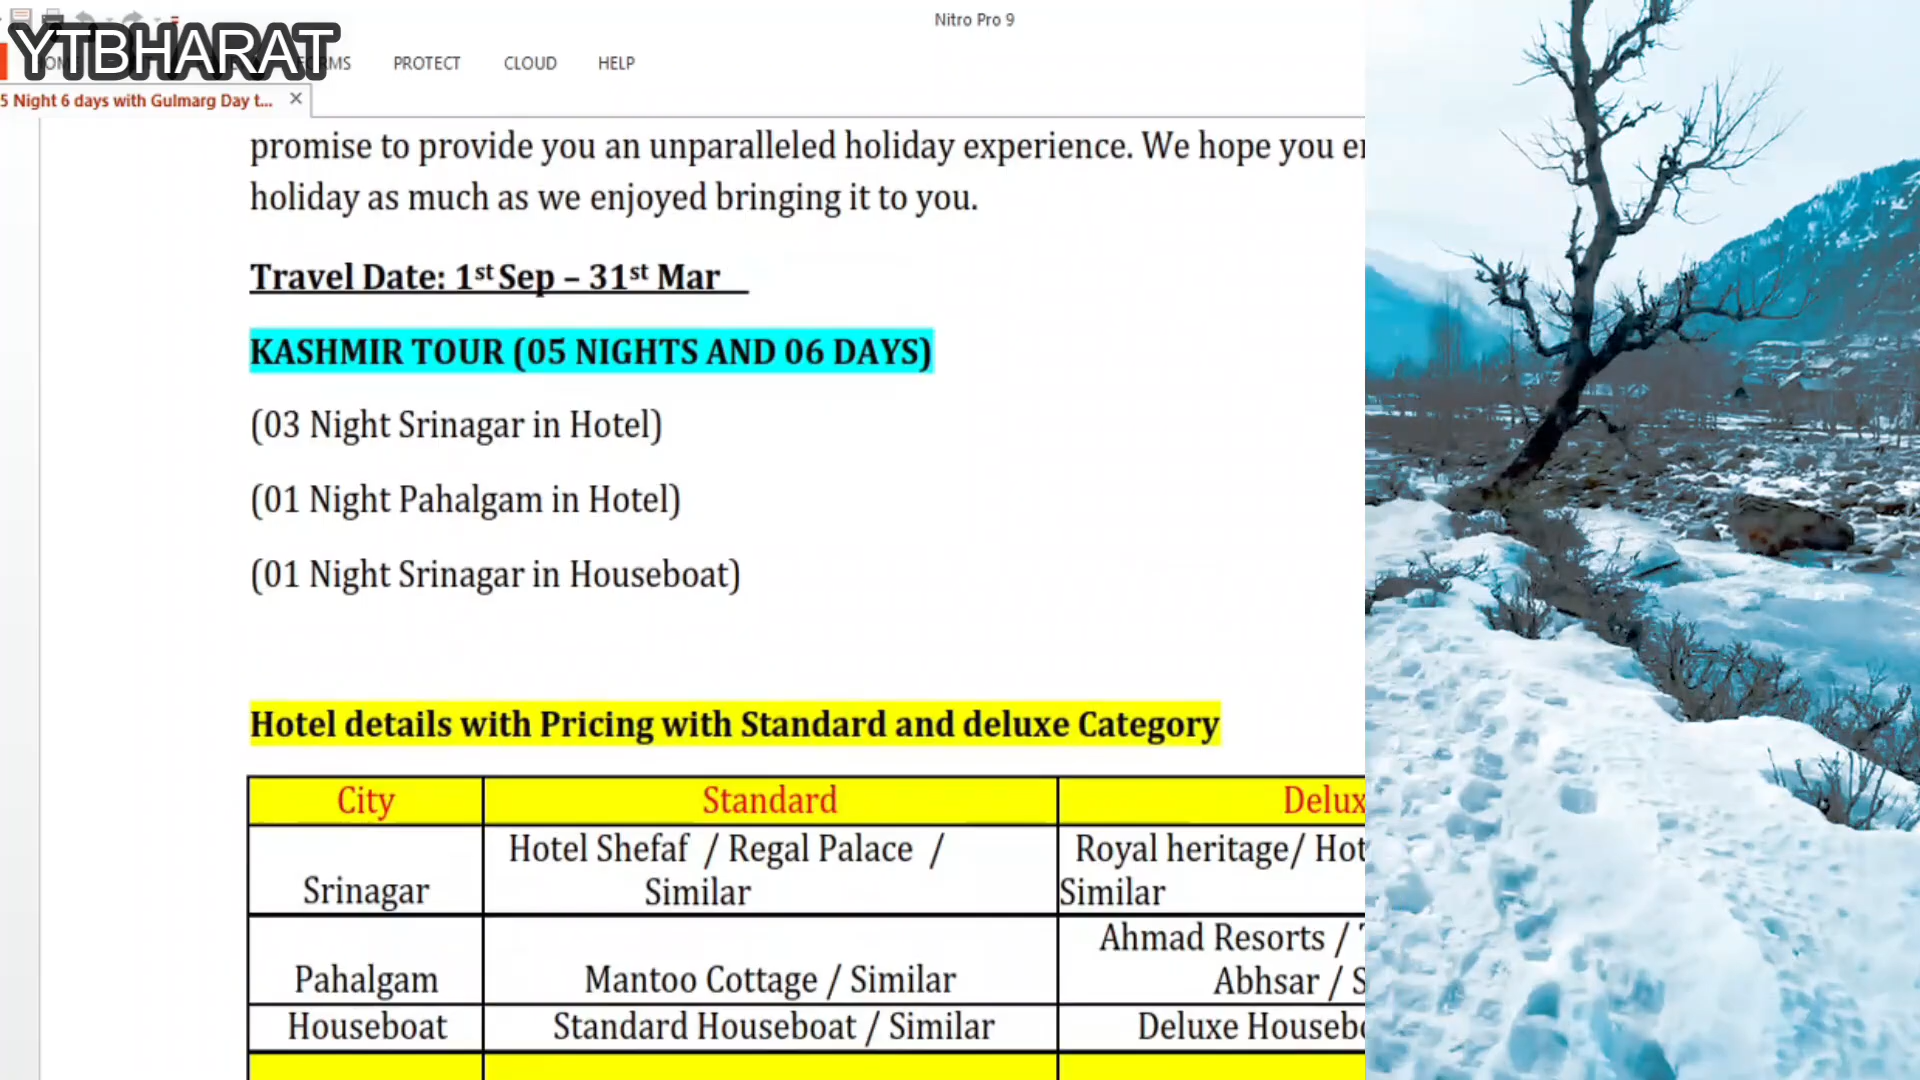 Nitro Pro 9
YTBHARAT
PROTECT CLOUD HELP
5 Night 6 days with Gulmarg Day t...
promise to provide you an unparalleled holiday experience. We hope you
holiday as much as we enjoyed bringing it to you.
Travel Date: 1st Sep – 31st Mar
KASHMIR TOUR (05 NIGHTS AND 06 DAYS)
(03 Night Srinagar in Hotel)
(01 Night Pahalgam in Hotel)
(01 Night Srinagar in Houseboat)
Hotel details with Pricing with Standard and deluxe Category
City Standard
Hotel Shefaf / Regal Palace / Royal heritage/
Srinagar Similar Similar
Ahmad Resorts /
Pahalgam Mantoo Cottage / Similar Abhsar /
Houseboat Standard Houseboat / Similar Deluxe